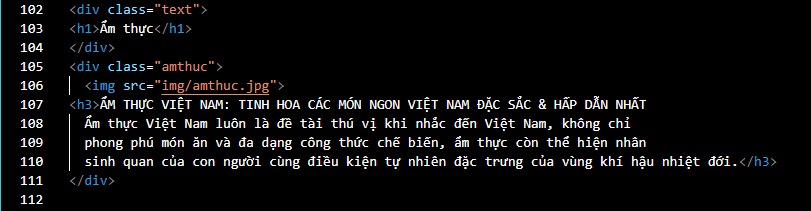 102 <div class="text">
103 <h1>Ẩm thực</h1>
104 </div>
105 <div class="amthuc">
106 <img src="img/amthuc.jpg">
107 <h3>ẨM THỰC VIỆT NAM: TINH HOA CÁC MÓN NGON VIỆT NAM ĐẶC SẮC & HẤP DẪN NHẤT
108 Ẩm thực Việt Nam luôn là đề tài thú vị khi nhắc đến Việt Nam, không chỉ
109 phong phú món ăn và đa dạng công thức chế biến, ẩm thực còn thể hiện nhân
110 sinh quan của con người cùng điều kiện tự nhiên đặc trưng của vùng khí hậu nhiệt đới.</h3>
111 </div>
112